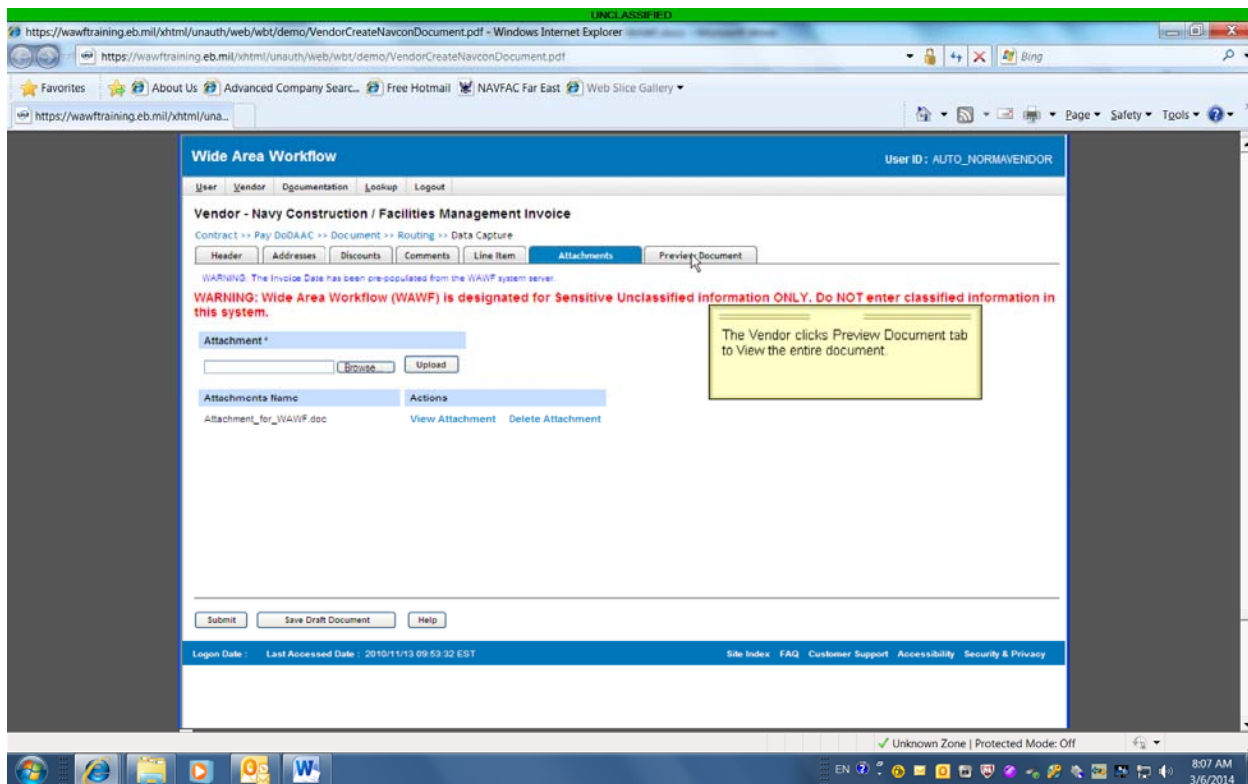 UNCLASSIFIED
https://wawftraining.eb.mil/xhtml/unauth/web/wbt/demo/VendorCreateNavconDocument.pdf - Windows Internet Explorer
https://wawftraining.eb.mil/xhtml/unauth/web/wbt/demo/VendorCreateNavconDocument.pdf
Bing
Favorites About Us Advanced Company Searc... Free Hotmail NAVFAC Far East Web Slice Gallery
https://wawftraining.eb.mil/xhtml/una...
Page Safety Tools
Wide Area Workflow
User ID : AUTO_NORMAVENDOR
User Vendor Documentation Lookup Logout
Vendor - Navy Construction / Facilities Management Invoice
Contract >> Pay DoDAAC >> Document >> Routing >> Data Capture
Header Addresses Discounts Comments Line Item Attachments Preview Document
WARNING: The Invoice Date has been pre-populated from the WAWF system server.
WARNING: Wide Area Workflow (WAWF) is designated for Sensitive Unclassified information ONLY. Do NOT enter classified information in
this system.
The Vendor clicks Preview Document tab
to View the entire document.
Attachment *
Browse... Upload
Attachments Name Actions
Attachment_for_WAWF.doc View Attachment Delete Attachment
Submit Save Draft Document Help
Logon Date : Last Accessed Date : 2010/11/13 09:53:32 EST
Site Index FAQ Customer Support Accessibility Security & Privacy
Unknown Zone | Protected Mode: Off
EN
8:07 AM
3/6/2014